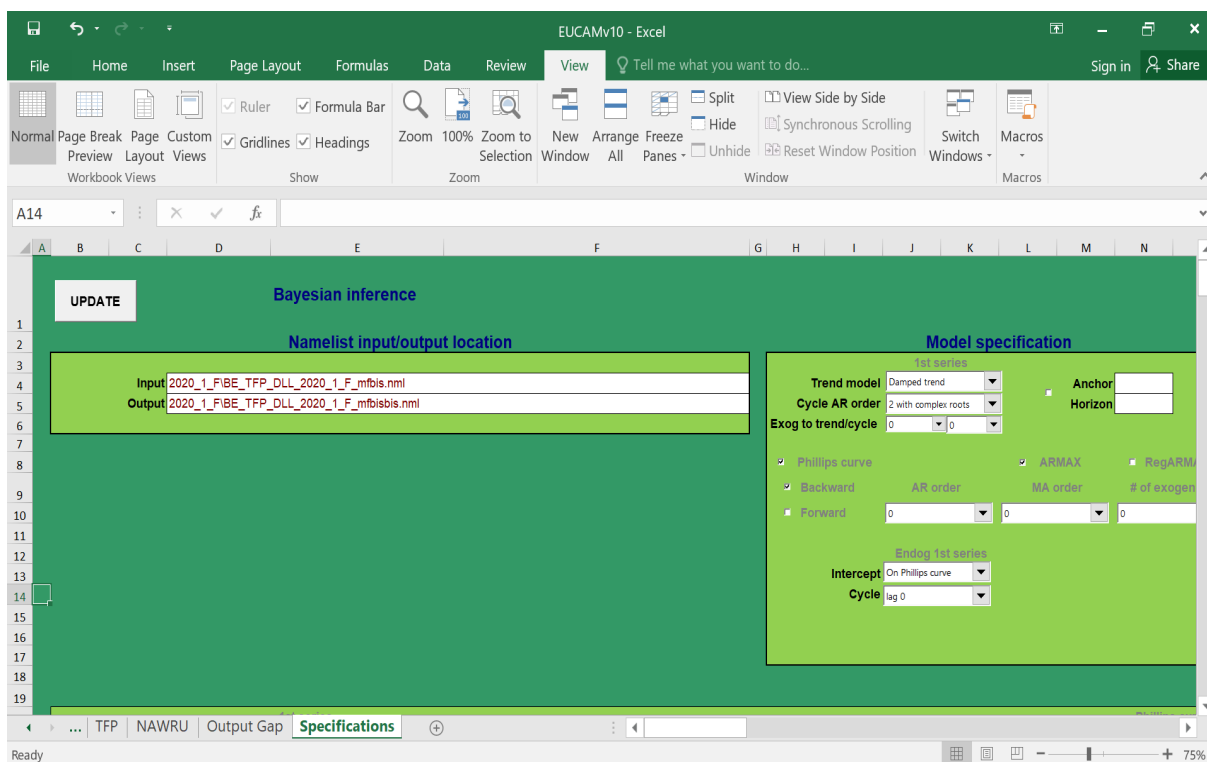 EUCAMv10 - Excel
File Home Insert Page Layout Formulas Data Review View Tell me what you want to do... Sign in Share
Normal Page Break Preview Page Layout Custom Views
Workbook Views
Ruler Formula Bar
Gridlines Headings
Show
Zoom 100% Zoom to Selection
Zoom
New Window Arrange All Freeze Panes
Split
Hide
Unhide
View Side by Side
Synchronous Scrolling
Reset Window Position
Switch Windows
Window
Macros
Macros
A14 fx
A B C D E F G H I J K L M N
UPDATE Bayesian inference
1
2 Namelist input/output location Model specification
3 1st series
4 Input 2020_1_F\BE_TFP_DLL_2020_1_F_mfbis.nml Trend model Damped trend Anchor
5 Output 2020_1_F\BE_TFP_DLL_2020_1_F_mfbisbis.nml Cycle AR order 2 with complex roots Horizon
6 Exog to trend/cycle 0 0
7
8 Phillips curve ARMAX RegARMA
9 Backward AR order MA order # of exogen
10 Forward 0 0 0
11
12 Endog 1st series
13 Intercept On Phillips curve
14 Cycle lag 0
15
16
17
18
19
... TFP NAWRU Output Gap Specifications
Ready 75%